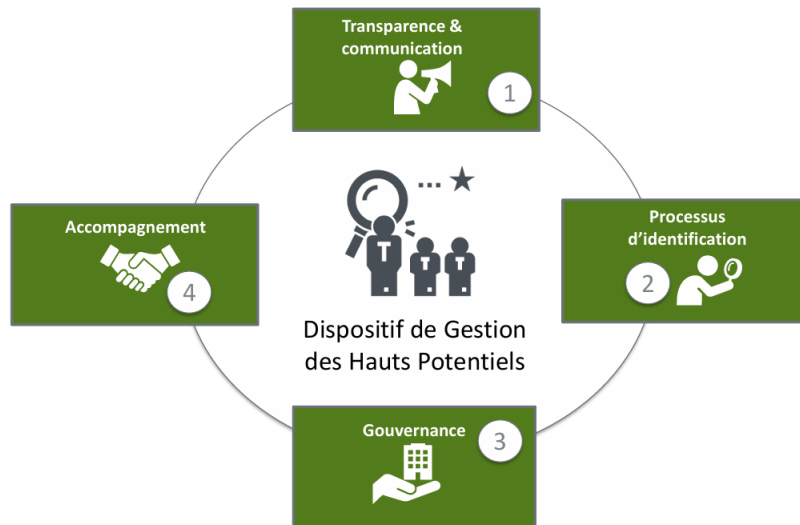 Transparence &
communication
1
Processus
d’identification
2
Gouvernance
3
Accompagnement
4
T
T
T
Dispositif de Gestion
des Hauts Potentiels